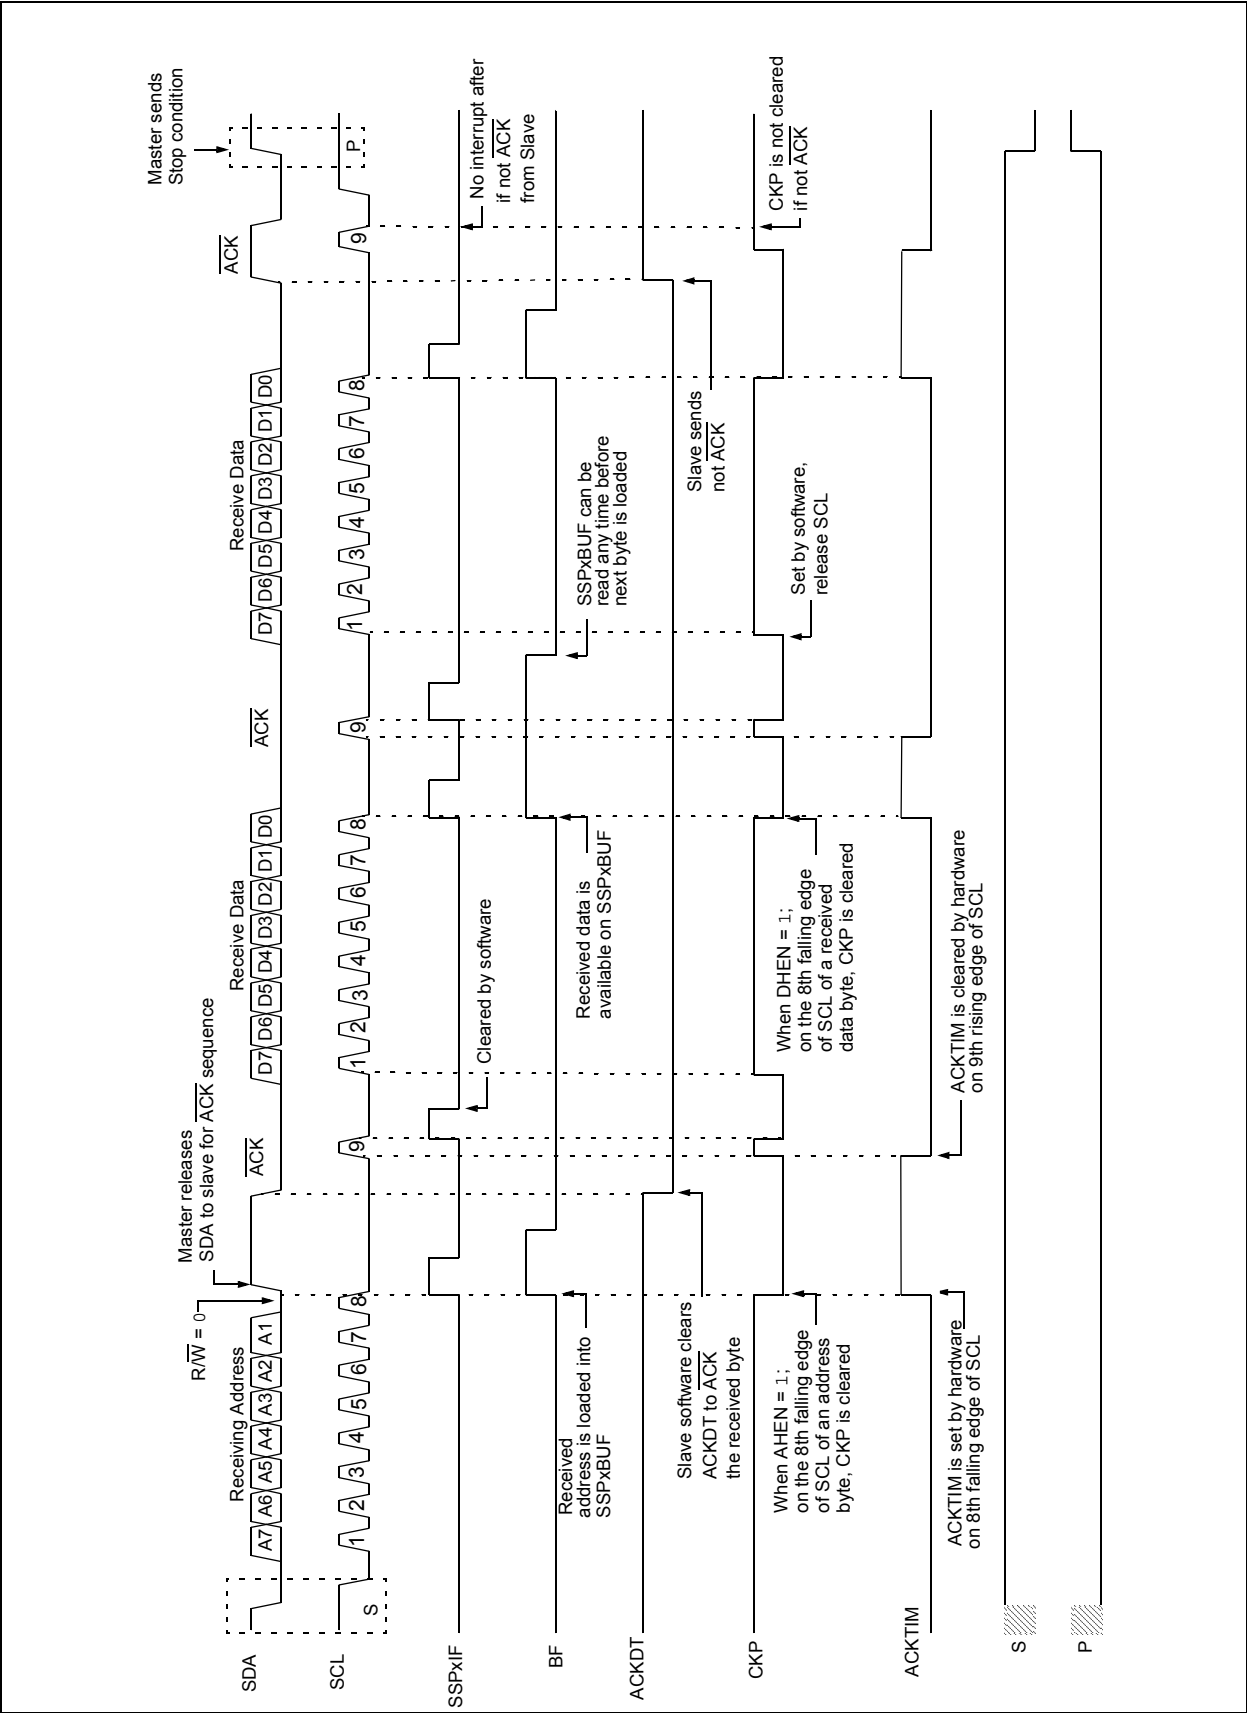 Master sends
Stop condition
Master releases
SDA to slave for ACK sequence
R/W = 0
Receiving Address
ACK
Receive Data
ACK
Receive Data
ACK
SDA
A7 A6 A5 A4 A3 A2 A1
D7 D6 D5 D4 D3 D2 D1 D0
D7 D6 D5 D4 D3 D2 D1 D0
SCL
S
1 2 3 4 5 6 7 8 9
1 2 3 4 5 6 7 8 9
1 2 3 4 5 6 7 8 9
P
SSPxIF
Cleared by software
No interrupt after
if not ACK
from Slave
BF
Received
address is loaded into
SSPxBUF
Received data is
available on SSPxBUF
SSPxBUF can be
read any time before
next byte is loaded
ACKDT
Slave software clears
ACKDT to ACK
the received byte
Slave sends
not ACK
CKP
When AHEN = 1;
on the 8th falling edge
of SCL of an address
byte, CKP is cleared
When DHEN = 1;
on the 8th falling edge
of SCL of a received
data byte, CKP is cleared
Set by software,
release SCL
CKP is not cleared
if not ACK
ACKTIM
ACKTIM is set by hardware
on 8th falling edge of SCL
ACKTIM is cleared by hardware
on 9th rising edge of SCL
S
P